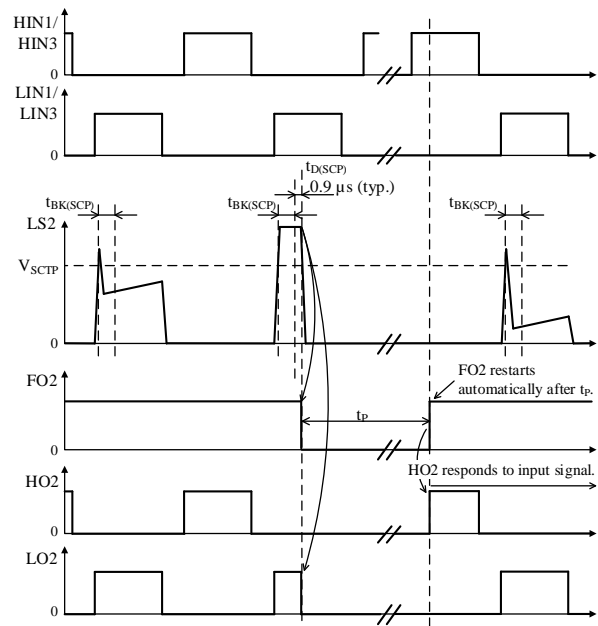 HIN1/
HIN3
0
LIN1/
LIN3
0
tD(SCP)
0.9 µs (typ.)
tBK(SCP)
tBK(SCP)
tBK(SCP)
LS2
VSCTP
0
FO2
FO2 restarts
automatically after tP.
tP
0
HO2 responds to input signal.
HO2
0
LO2
0